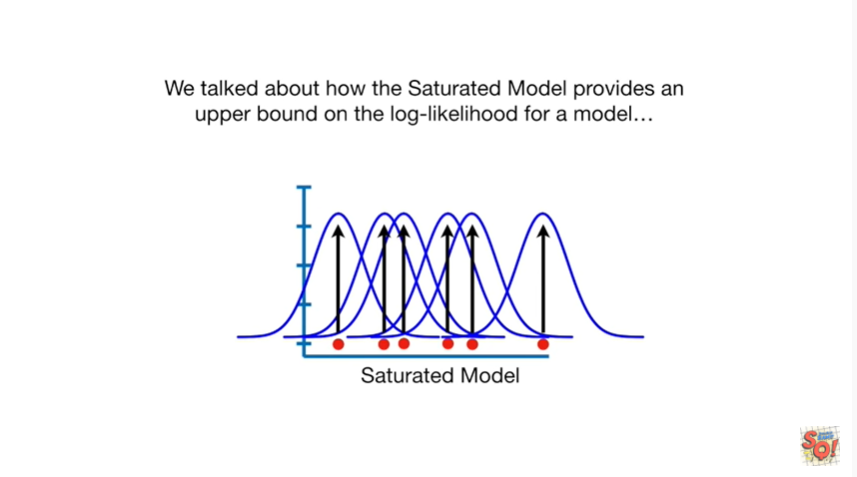 We talked about how the Saturated Model provides an
upper bound on the log-likelihood for a model…
Saturated Model
SQ!